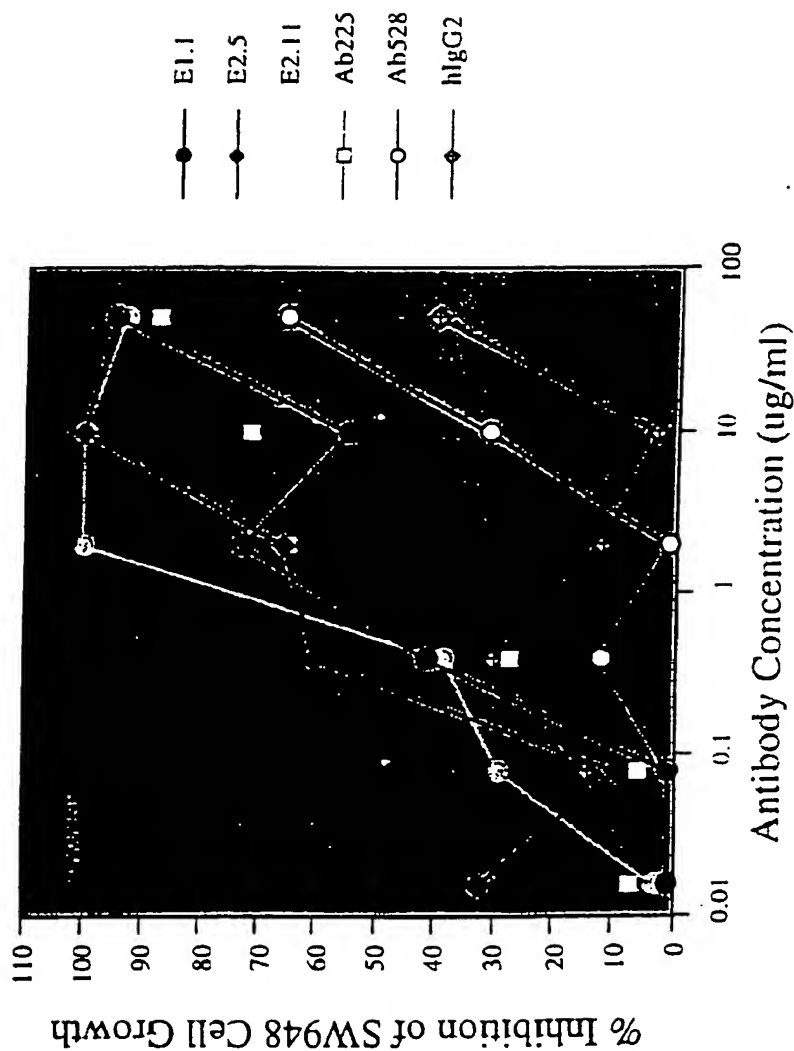 E1.1
E2.5
E2.11
Ab225
Ab528
hIgG2
% Inhibition of SW948 Cell Growth
110
100
90
80
70
60
50
40
30
20
10
0
0.01
0.1
1
10
100
Antibody Concentration (ug/ml)